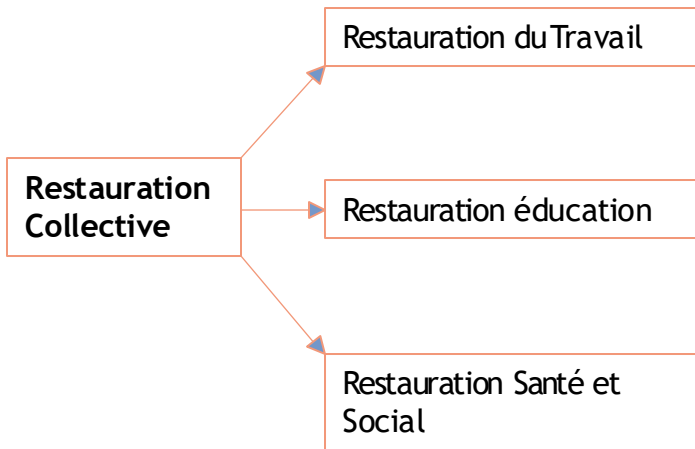 Restauration du Travail
Restauration
Collective
Restauration éducation
Restauration Santé et
Social